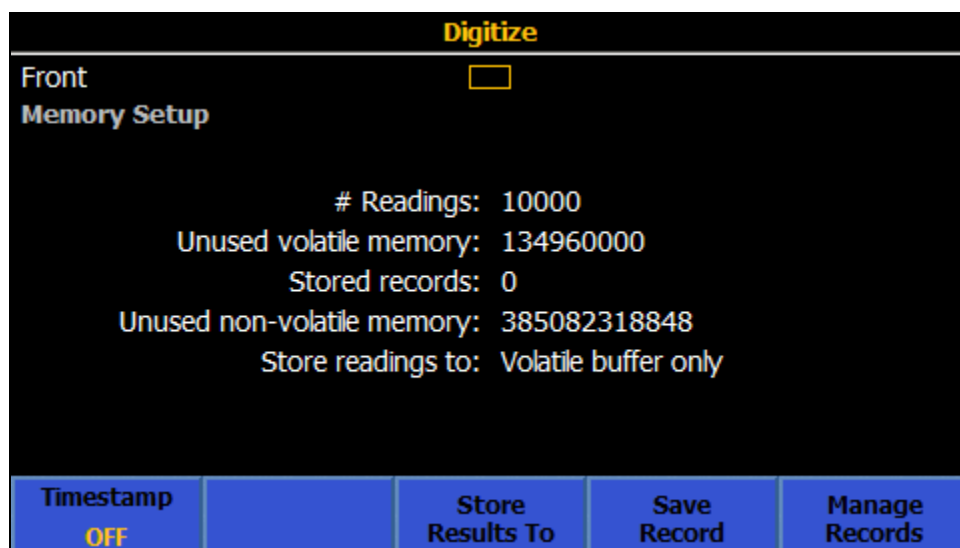 Digitize
Front
Memory Setup
# Readings: 10000
Unused volatile memory: 134960000
Stored records: 0
Unused non-volatile memory: 385082318848
Store readings to: Volatile buffer only
Timestamp
OFF
Store
Results To
Save
Record
Manage
Records